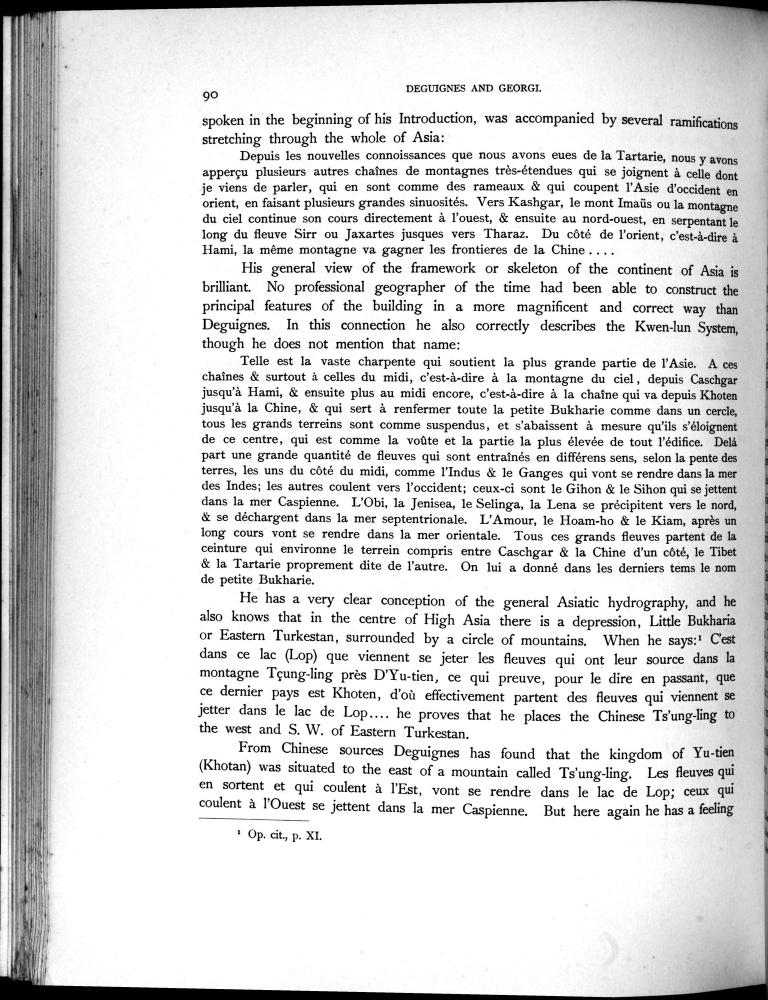 90
DEGUIGNES AND GEORGI.
spoken in the beginning of his Introduction, was accompanied by several ramifications
stretching through the whole of Asia:
Depuis les nouvelles connoissances que nous avons eues de la Tartarie, nous y avons
apperçu plusieurs autres chaînes de montagnes très-étendues qui se joignent à celle dont
je viens de parler, qui en sont comme des rameaux & qui coupent l'Asie d'occident en
orient, en faisant plusieurs grandes sinuosités. Vers Kashgar, le mont Imaüs ou la montagne
du ciel continue son cours directement à l'ouest, & ensuite au nord-ouest, en serpentant le
long du fleuve Sirr ou Jaxartes jusques vers Tharaz. Du côté de l'orient, c'est-à-dire à
Hami, la même montagne va gagner les frontieres de la Chine ....
His general view of the framework or skeleton of the continent of Asia is
brilliant. No professional geographer of the time had been able to construct the
principal features of the building in a more magnificent and correct way than
Deguignes. In this connection he also correctly describes the Kwen-lun System,
though he does not mention that name:
Telle est la vaste charpente qui soutient la plus grande partie de l'Asie. A ces
chaînes & surtout à celles du midi, c'est-à-dire à la montagne du ciel, depuis Caschgar
jusqu'à Hami, & ensuite plus au midi encore, c'est-à-dire à la chaîne qui va depuis Khoten
jusqu'à la Chine, & qui sert à renfermer toute la petite Bukharie comme dans un cercle,
tous les grands terreins sont comme suspendus, et s'abaissent à mesure qu'ils s'éloignent
de ce centre, qui est comme la voûte et la partie la plus élevée de tout l'édifice. Delá
part une grande quantité de fleuves qui sont entraînés en différens sens, selon la pente des
terres, les uns du côté du midi, comme l'Indus & le Ganges qui vont se rendre dans la mer
des Indes; les autres coulent vers l'occident; ceux-ci sont le Gihon & le Sihon qui se jettent
dans la mer Caspienne. L'Obi, la Jenisea, le Selinga, la Lena se précipitent vers le nord,
& se déchargent dans la mer septentrionale. L'Amour, le Hoam-ho & le Kiam, après un
long cours vont se rendre dans la mer orientale. Tous ces grands fleuves partent de la
ceinture qui environne le terrein compris entre Caschgar & la Chine d'un côté, le Tibet
& la Tartarie proprement dite de l'autre. On lui a donné dans les derniers tems le nom
de petite Bukharie.
He has a very clear conception of the general Asiatic hydrography, and he
also knows that in the centre of High Asia there is a depression, Little Bukharia
or Eastern Turkestan, surrounded by a circle of mountains. When he says:¹ C'est
dans ce lac (Lop) que viennent se jeter les fleuves qui ont leur source dans la
montagne Tçung-ling près D'Yu-tien, ce qui preuve, pour le dire en passant, que
ce dernier pays est Khoten, d'où effectivement partent des fleuves qui viennent se
jetter dans le lac de Lop.... he proves that he places the Chinese Ts'ung-ling to
the west and S. W. of Eastern Turkestan.
From Chinese sources Deguignes has found that the kingdom of Yu-tien
(Khotan) was situated to the east of a mountain called Ts'ung-ling. Les fleuves qui
en sortent et qui coulent à l'Est, vont se rendre dans le lac de Lop; ceux qui
coulent à l'Ouest se jettent dans la mer Caspienne. But here again he has a feeling
¹ Op. cit., p. XI.